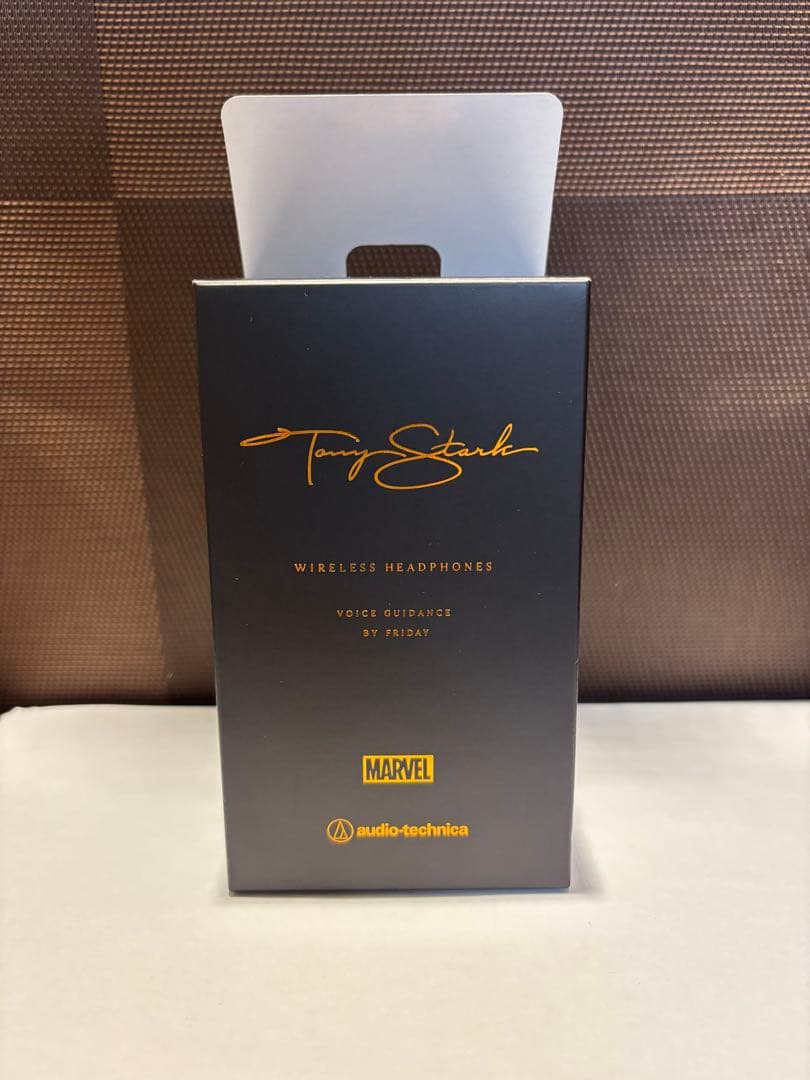 Tony Stark
WIRELESS HEADPHONES
VOICE GUIDANCE
BY FRIDAY
MARVEL
audio-technica